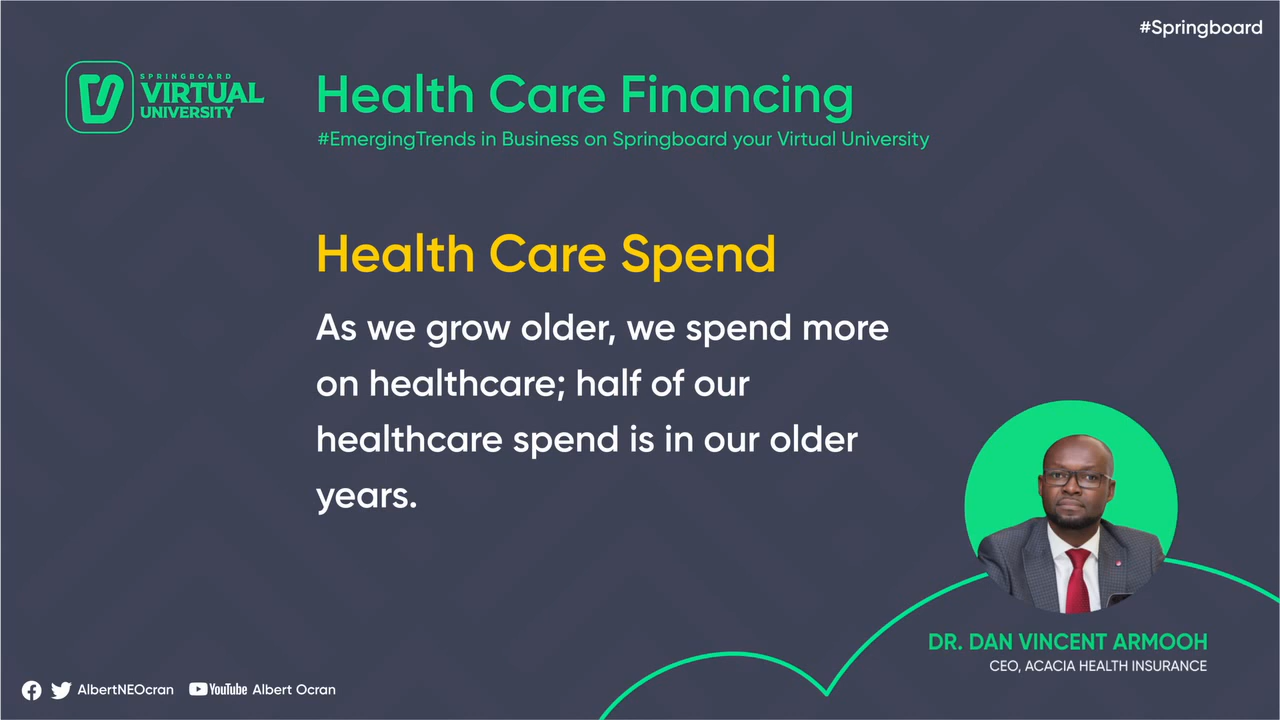 #Springboard
SPRINGBOARD
VIRTUAL
UNIVERSITY
Health Care Financing
#EmergingTrends in Business on Springboard your Virtual University
Health Care Spend
As we grow older, we spend more
on healthcare; half of our
healthcare spend is in our older
years.
DR. DAN VINCENT ARMOOH
CEO, ACACIA HEALTH INSURANCE
AlbertNEOcran YouTube Albert Ocran